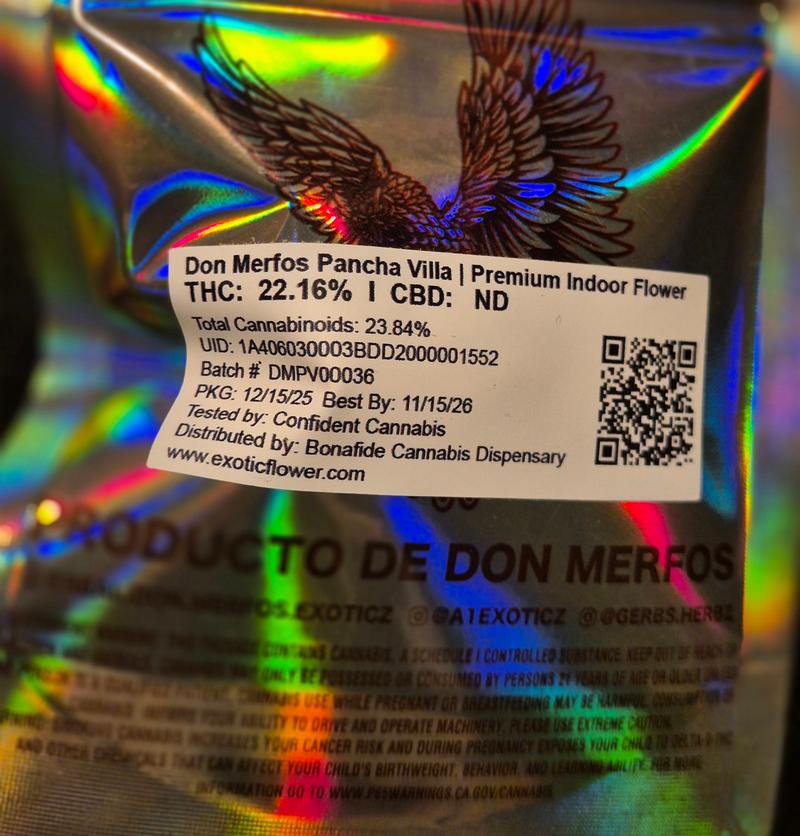 Don Merfos Pancha Villa | Premium Indoor Flower
THC: 22.16% I CBD: ND
Total Cannabinoids: 23.84%
UID: 1A406030003BDD2000001552
Batch # DMPV00036
PKG: 12/15/25 Best By: 11/15/26
Tested by: Confident Cannabis
Distributed by: Bonafide Cannabis Dispensary
www.exoticflower.com
PRODUCTO DE DON MERFOS
.EXOTICZ @A1EXOTICZ @GERBS.HERBZ
CONTAINS CANNABIS, A SCHEDULE I CONTROLLED SUBSTANCE. KEEP OUT OF REACH OF
ONLY BE POSSESSED OR CONSUMED BY PERSONS 21 YEARS OF AGE OR OLDER UNLESS
CANNABIS USE WHILE PREGNANT OR BREASTFEEDING MAY BE HARMFUL. CONSUMPTION OF
CANNABIS IMPAIRS YOUR ABILITY TO DRIVE AND OPERATE MACHINERY. PLEASE USE EXTREME CAUTION.
CANNABIS INCREASES YOUR CANCER RISK AND DURING PREGNANCY EXPOSES YOUR CHILD TO DELTA-9-THC
AND OTHER CHEMICALS THAT CAN AFFECT YOUR CHILD'S BIRTHWEIGHT, BEHAVIOR, AND LEARNING ABILITY. FOR MORE
INFORMATION GO TO WWW.P65WARNINGS.CA.GOV/CANNABIS